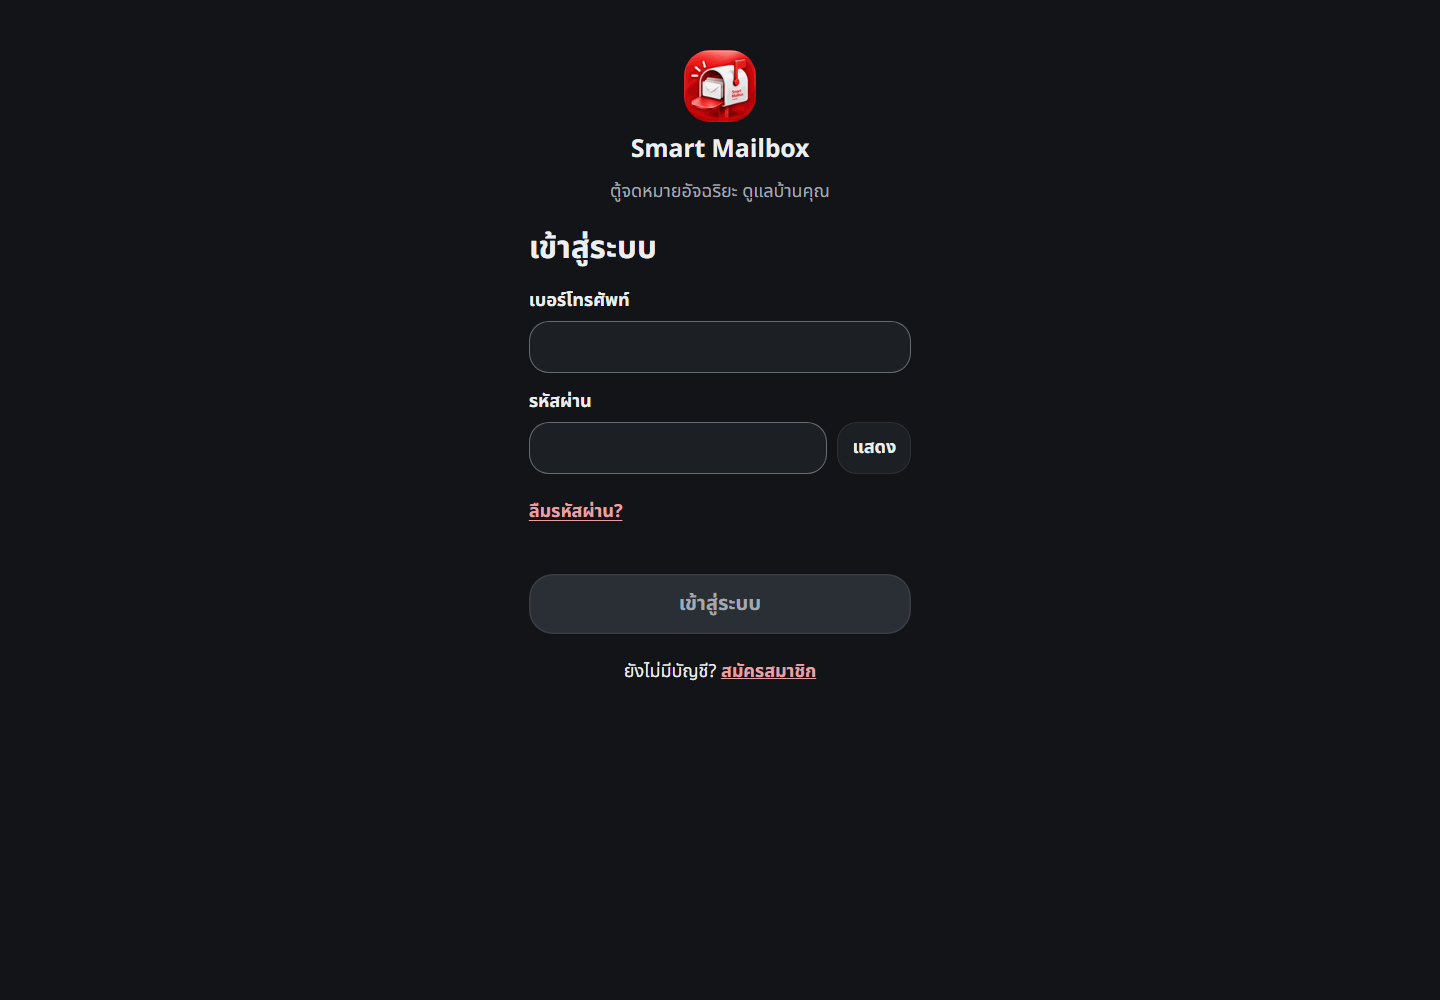 Smart Mailbox
ตู้จดหมายอัจฉริยะ ดูแลบ้านคุณ
เข้าสู่ระบบ
เบอร์โทรศัพท์
รหัสผ่าน
แสดง
ลืมรหัสผ่าน?
เข้าสู่ระบบ
ยังไม่มีบัญชี? สมัครสมาชิก